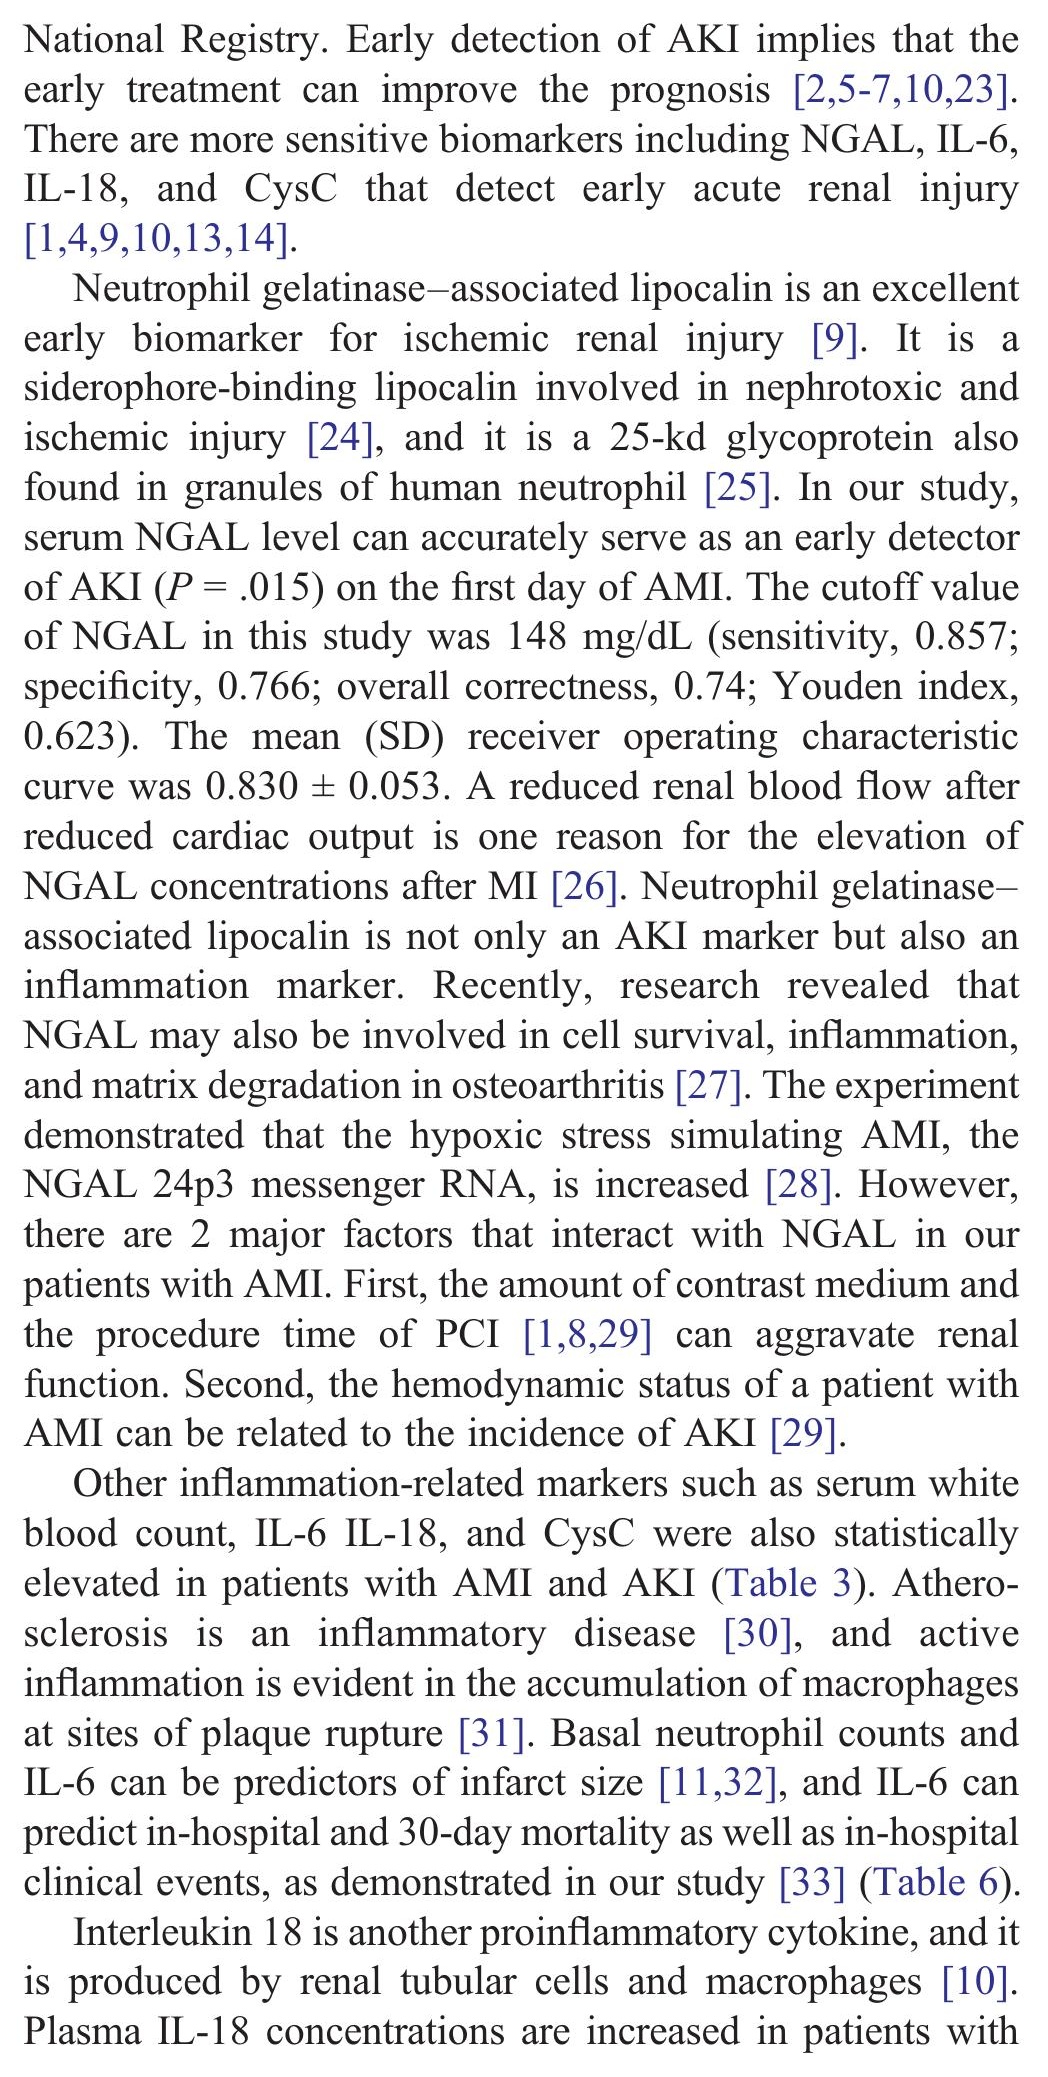 National Registry. Early detection of AKI implies that the
early treatment can improve the prognosis [2,5-7,10,23].
There are more sensitive biomarkers including NGAL, IL-6,
IL-18, and CysC that detect early acute renal injury
[1,4,9,10,13,14].
Neutrophil gelatinase–associated lipocalin is an excellent
early biomarker for ischemic renal injury [9]. It is a
siderophore-binding lipocalin involved in nephrotoxic and
ischemic injury [24], and it is a 25-kd glycoprotein also
found in granules of human neutrophil [25]. In our study,
serum NGAL level can accurately serve as an early detector
of AKI (P = .015) on the first day of AMI. The cutoff value
of NGAL in this study was 148 mg/dL (sensitivity, 0.857;
specificity, 0.766; overall correctness, 0.74; Youden index,
0.623). The mean (SD) receiver operating characteristic
curve was 0.830 ± 0.053. A reduced renal blood flow after
reduced cardiac output is one reason for the elevation of
NGAL concentrations after MI [26]. Neutrophil gelatinase–
associated lipocalin is not only an AKI marker but also an
inflammation marker. Recently, research revealed that
NGAL may also be involved in cell survival, inflammation,
and matrix degradation in osteoarthritis [27]. The experiment
demonstrated that the hypoxic stress simulating AMI, the
NGAL 24p3 messenger RNA, is increased [28]. However,
there are 2 major factors that interact with NGAL in our
patients with AMI. First, the amount of contrast medium and
the procedure time of PCI [1,8,29] can aggravate renal
function. Second, the hemodynamic status of a patient with
AMI can be related to the incidence of AKI [29].
Other inflammation-related markers such as serum white
blood count, IL-6 IL-18, and CysC were also statistically
elevated in patients with AMI and AKI (Table 3). Athero-
sclerosis is an inflammatory disease [30], and active
inflammation is evident in the accumulation of macrophages
at sites of plaque rupture [31]. Basal neutrophil counts and
IL-6 can be predictors of infarct size [11,32], and IL-6 can
predict in-hospital and 30-day mortality as well as in-hospital
clinical events, as demonstrated in our study [33] (Table 6).
Interleukin 18 is another proinflammatory cytokine, and it
is produced by renal tubular cells and macrophages [10].
Plasma IL-18 concentrations are increased in patients with